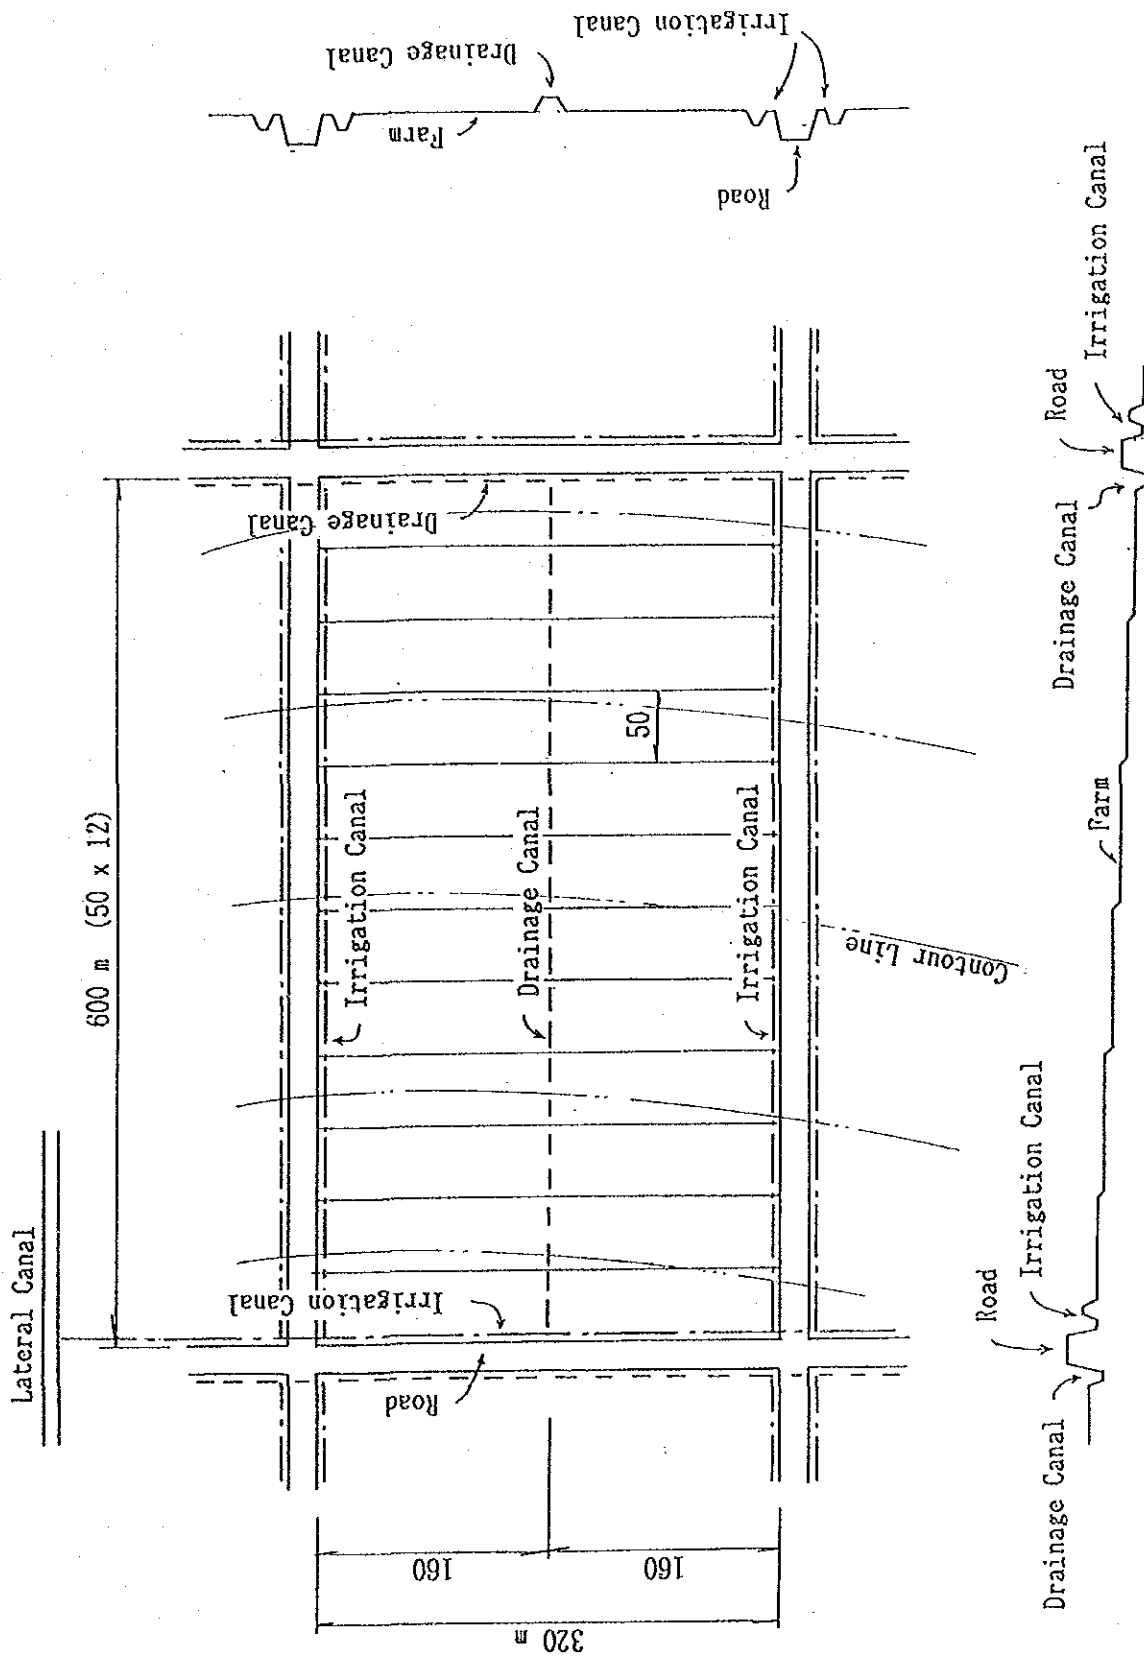 Lateral Canal
600 m (50 x 12)
Irrigation Canal
Drainage Canal
Irrigation Canal
50
Drainage Canal
Irrigation Canal
Road
Contour Line
160
160
320 m
Farm
Drainage Canal
Irrigation Canal
Road
Drainage Canal
Road
Irrigation Canal
Farm
Drainage Canal
Road
Irrigation Canal